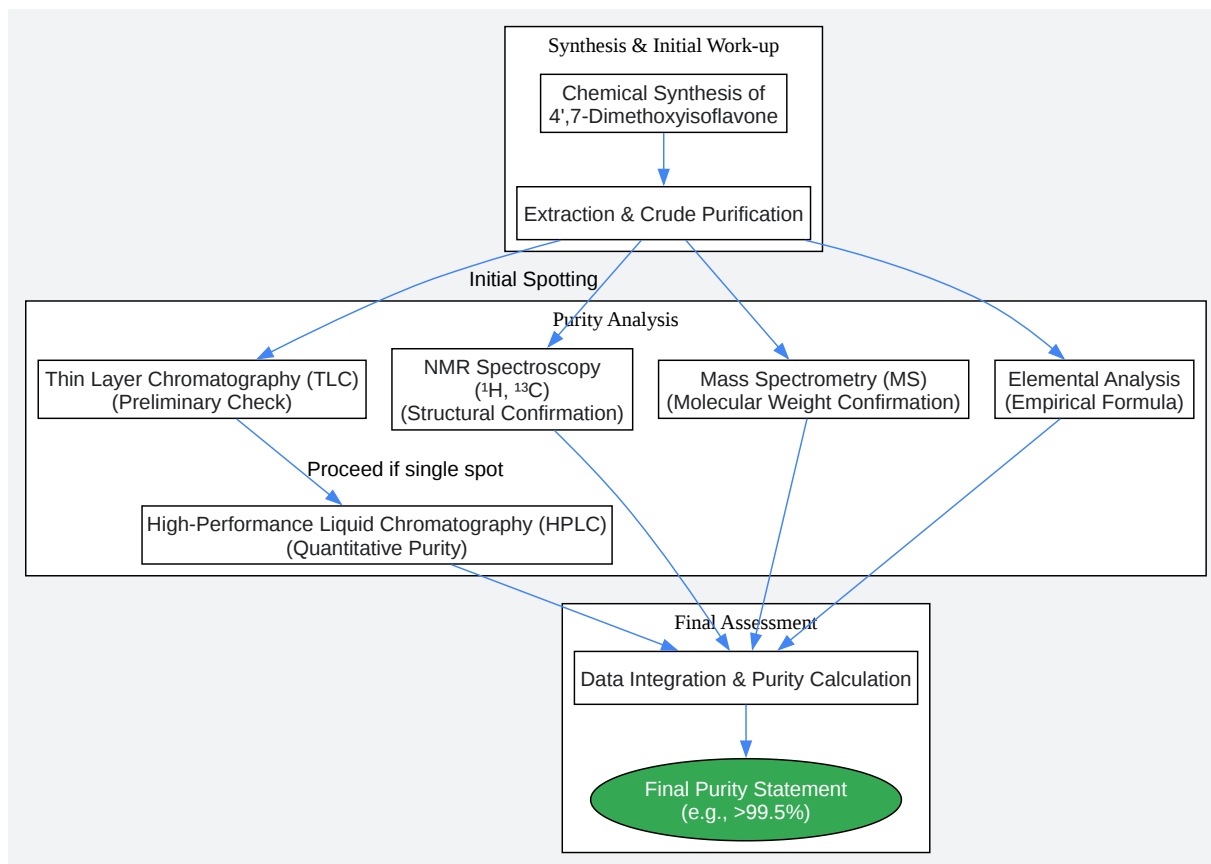 Synthesis & Initial Work-up
Chemical Synthesis of
4',7-Dimethoxyisoflavone
Extraction & Crude Purification
Initial Spotting
Purity Analysis
Thin Layer Chromatography (TLC)
(Preliminary Check)
NMR Spectroscopy
(¹H, ¹³C)
(Structural Confirmation)
Mass Spectrometry (MS)
(Molecular Weight Confirmation)
Elemental Analysis
(Empirical Formula)
Proceed if single spot
High-Performance Liquid Chromatography (HPLC)
(Quantitative Purity)
Final Assessment
Data Integration & Purity Calculation
Final Purity Statement
(e.g., >99.5%)